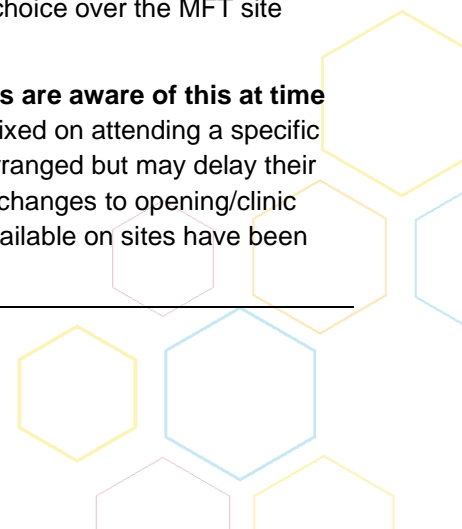 choice over the MFT site
s are aware of this at time
ixed on attending a specific
rranged but may delay their
changes to opening/clinic
ailable on sites have been